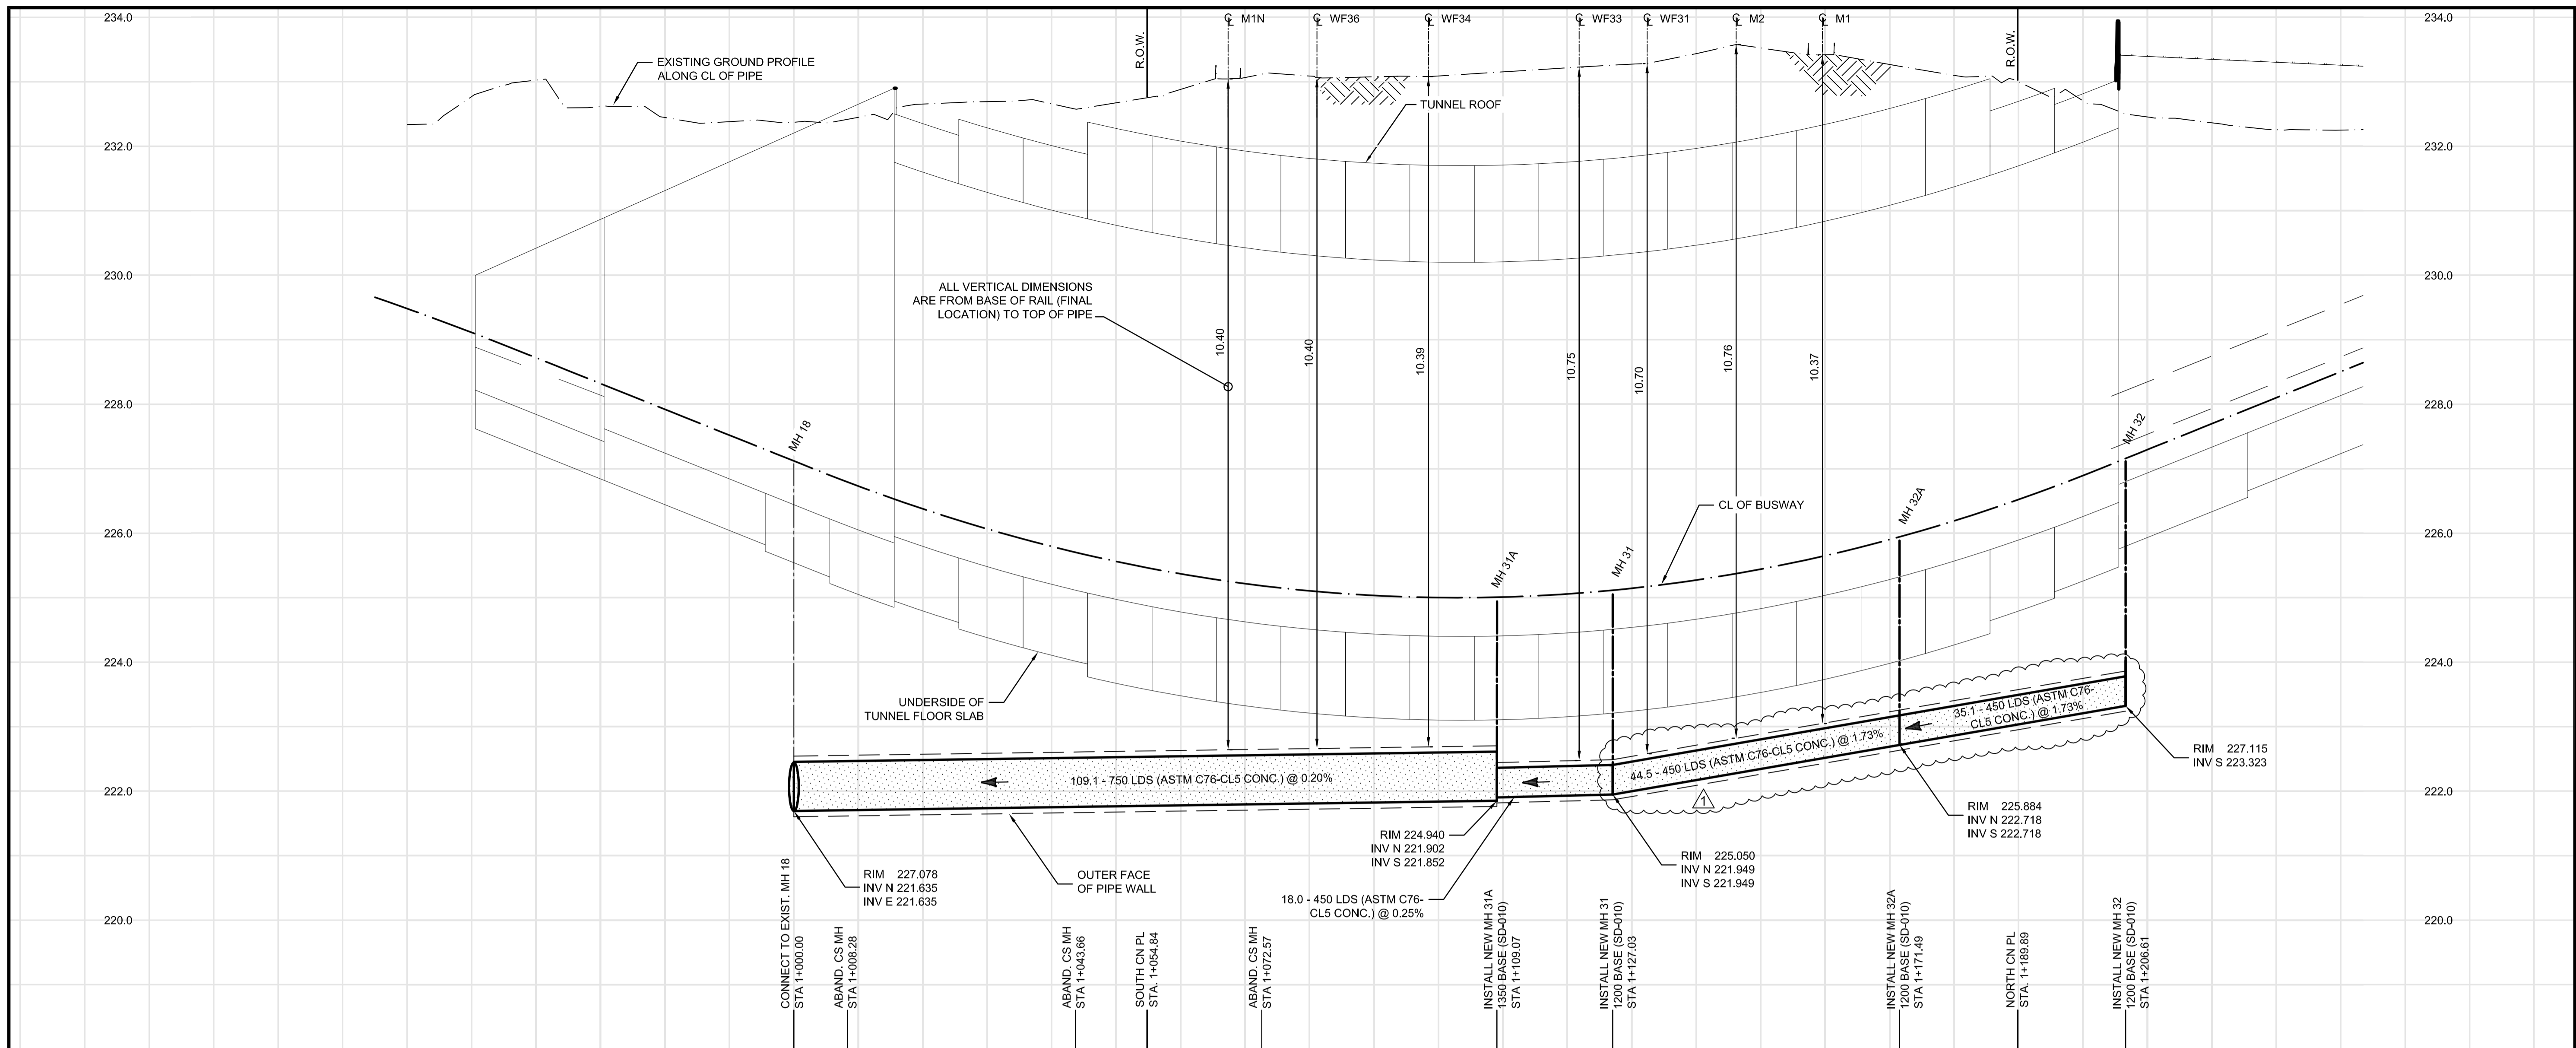 234.0
℄ M1N
℄ WF36
℄ WF34
℄ WF33
℄ WF31
℄ M2
℄ M1
234.0
R.O.W.
R.O.W.
EXISTING GROUND PROFILE
ALONG CL OF PIPE
TUNNEL ROOF
232.0
232.0
230.0
230.0
ALL VERTICAL DIMENSIONS
ARE FROM BASE OF RAIL (FINAL
LOCATION) TO TOP OF PIPE
10.40
10.40
10.39
10.75
10.70
10.76
10.37
228.0
228.0
MH 18
MH 32
226.0
226.0
CL OF BUSWAY
MH 32A
MH 31A
MH 31
224.0
224.0
UNDERSIDE OF
TUNNEL FLOOR SLAB
35.1 - 450 LDS (ASTM C76-
CL5 CONC.) @ 1.73%
44.5 - 450 LDS (ASTM C76-CL5 CONC.) @ 1.73%
109.1 - 750 LDS (ASTM C76-CL5 CONC.) @ 0.20%
RIM 227.115
INV S 223.323
222.0
222.0
1
RIM 225.884
INV N 222.718
INV S 222.718
RIM 224.940
INV N 221.902
INV S 221.852
RIM 225.050
INV N 221.949
INV S 221.949
RIM 227.078
INV N 221.635
INV E 221.635
OUTER FACE
OF PIPE WALL
18.0 - 450 LDS (ASTM C76-
CL5 CONC.) @ 0.25%
220.0
220.0
CONNECT TO EXIST. MH 18
STA 1+000.00
ABAND. CS MH
STA 1+008.28
ABAND. CS MH
STA 1+043.66
SOUTH CN PL
STA. 1+054.84
ABAND. CS MH
STA 1+072.57
INSTALL NEW MH 31A
1350 BASE (SD-010)
STA 1+109.07
INSTALL NEW MH 31
1200 BASE (SD-010)
STA 1+127.03
INSTALL NEW MH 32A
1200 BASE (SD-010)
STA 1+171.49
NORTH CN PL
STA. 1+189.89
INSTALL NEW MH 32
1200 BASE (SD-010)
STA 1+206.61